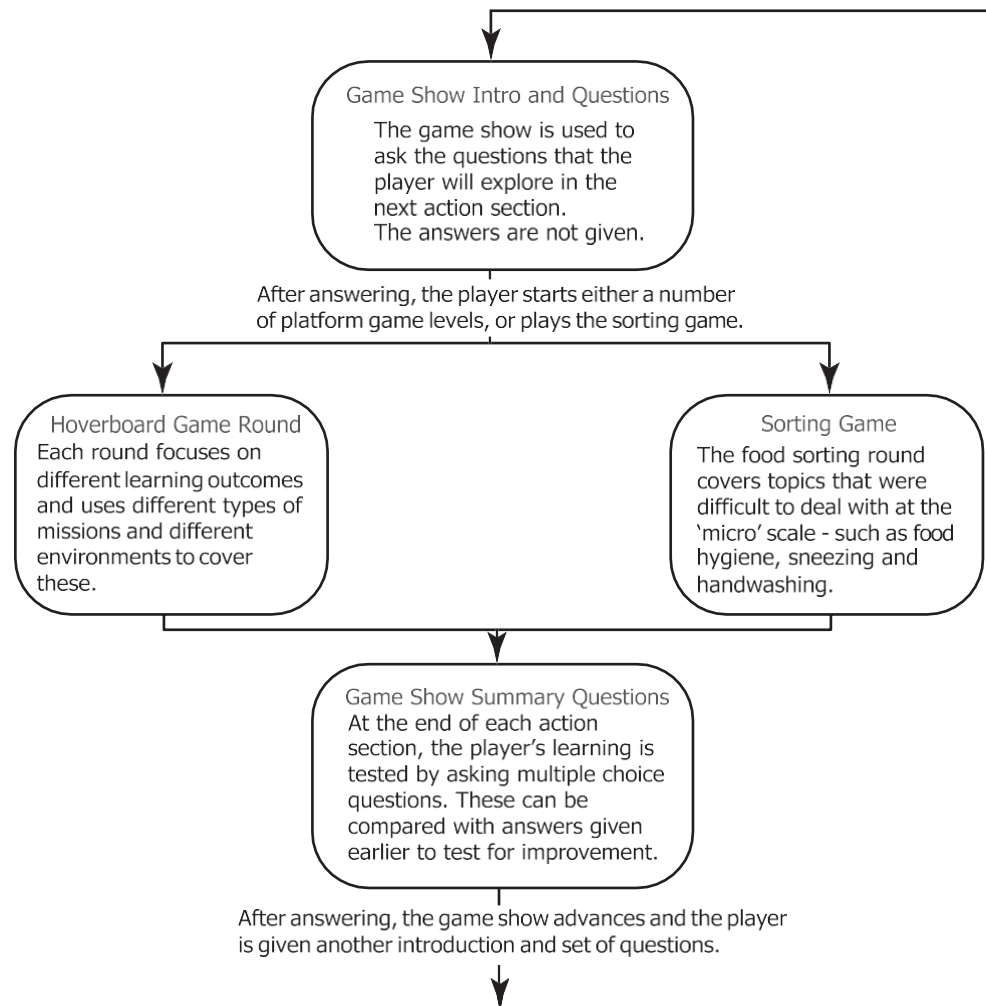 Game Show Intro and Questions
The game show is used to
ask the questions that the
player will explore in the
next action section.
The answers are not given.
After answering, the player starts either a number
of platform game levels, or plays the sorting game.
Hoverboard Game Round
Each round focuses on
different learning outcomes
and uses different types of
missions and different
environments to cover
these.
Sorting Game
The food sorting round
covers topics that were
difficult to deal with at the
‘micro’ scale - such as food
hygiene, sneezing and
handwashing.
Game Show Summary Questions
At the end of each action
section, the player’s learning is
tested by asking multiple choice
questions. These can be
compared with answers given
earlier to test for improvement.
After answering, the game show advances and the player
is given another introduction and set of questions.